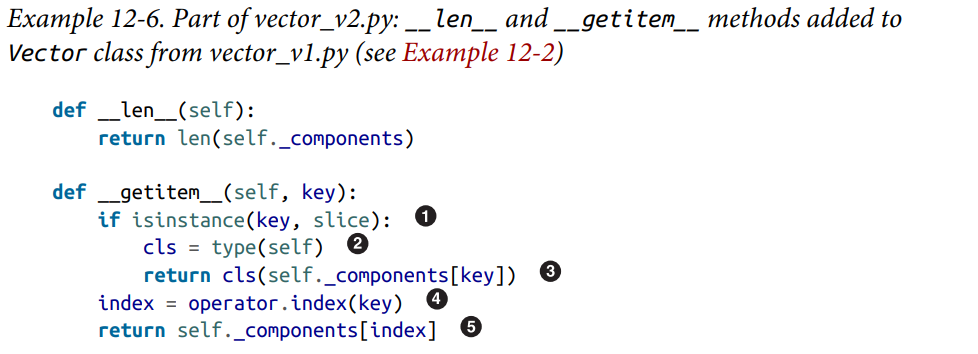 Example 12-6. Part of vector_v2.py: __len__ and __getitem__ methods added to
Vector class from vector_v1.py (see Example 12-2)
def __len__(self):
return len(self._components)
def __getitem__(self, key):
if isinstance(key, slice): ❶
cls = type(self) ❷
return cls(self._components[key]) ❸
index = operator.index(key) ❹
return self._components[index] ❺